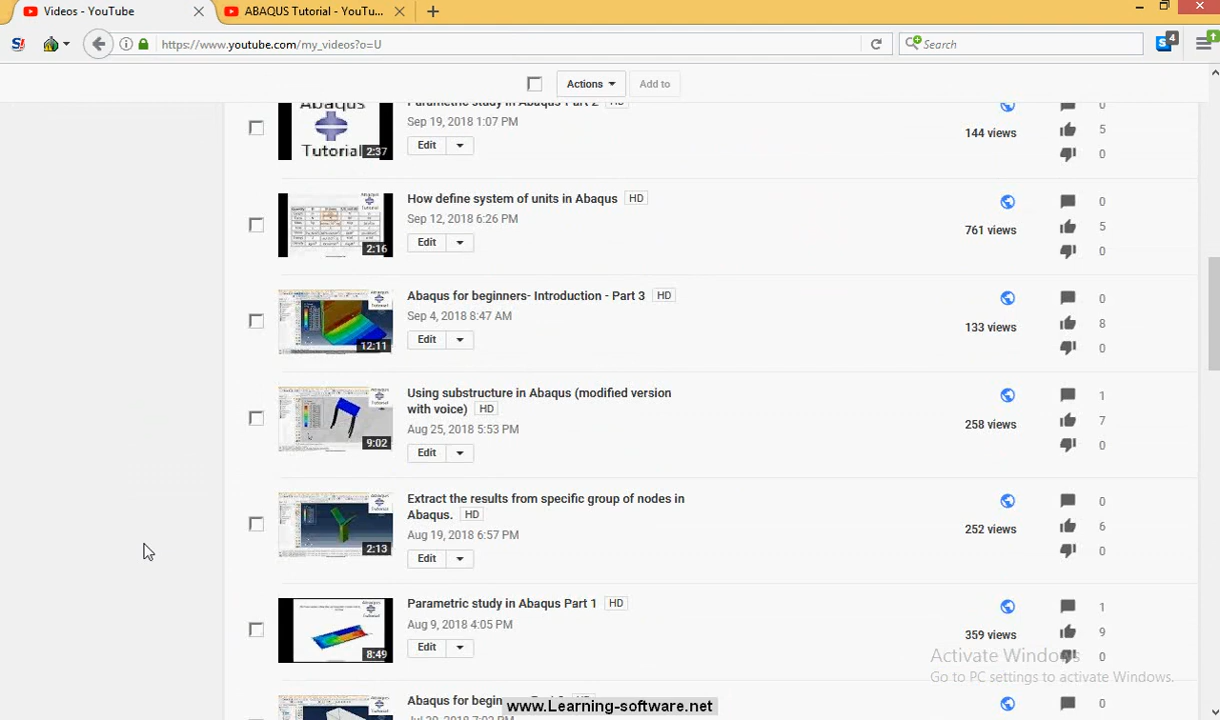 Videos - YouTube
ABAQUS Tutorial - YouTu...
https://www.youtube.com/my_videos?o=U
Search
4
Actions
Add to
Abaqus
Tutorial
2:37
Parametric study in Abaqus Part 2 HD
Sep 19, 2018 1:07 PM
Edit
144 views
0
5
0
2:16
How define system of units in Abaqus HD
Sep 12, 2018 6:26 PM
Edit
761 views
0
5
0
12:11
Abaqus for beginners- Introduction - Part 3 HD
Sep 4, 2018 8:47 AM
Edit
133 views
0
8
0
9:02
Using substructure in Abaqus (modified version
with voice) HD
Aug 25, 2018 5:53 PM
Edit
258 views
1
7
0
2:13
Extract the results from specific group of nodes in
Abaqus. HD
Aug 19, 2018 6:57 PM
Edit
252 views
0
6
0
8:49
Parametric study in Abaqus Part 1 HD
Aug 9, 2018 4:05 PM
Edit
359 views
1
9
0
Activate Windows
Go to PC settings to activate Windows.
Abaqus for
0
www.Learning-software.net